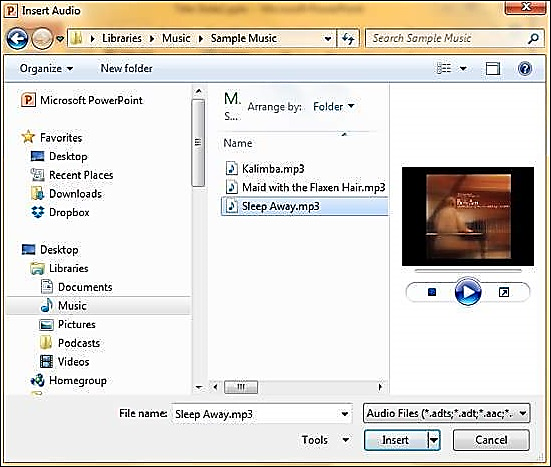 Insert Audio
Libraries Music Sample Music
Search Sample Music
Organize New folder
Microsoft PowerPoint
Favorites
Desktop
Recent Places
Downloads
Dropbox
Desktop
Libraries
Documents
Music
Pictures
Podcasts
Videos
Homegroup
M.
S...
Arrange by: Folder
Name
Kalimba.mp3
Maid with the Flaxen Hair.mp3
Sleep Away.mp3
File name: Sleep Away.mp3
Audio Files (*.adts;*.adt;*.aac;*.
Tools Insert Cancel